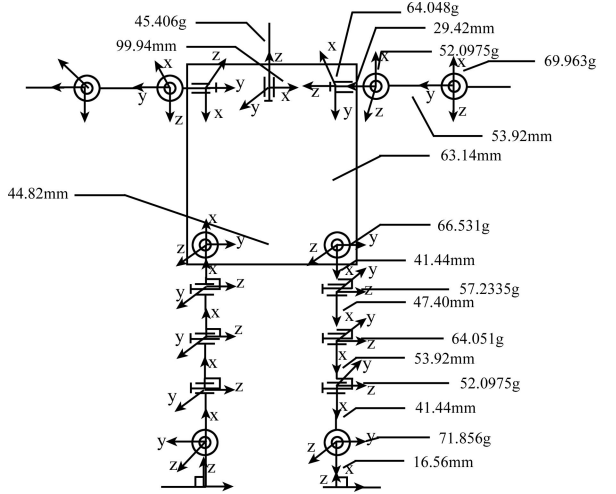 64.048g
45.406g
29.42mm
99.94mm
52.0975g
69.963g
z
z
x
x
x
x
y
y
z
y
y
x
z
x
y
z
z
53.92mm
63.14mm
44.82mm
66.531g
x
y
y
z
z
41.44mm
x
x
y
z
z
57.2335g
y
47.40mm
x
x
y
z
z
64.051g
y
x
x
53.92mm
y
z
z
52.0975g
y
x
x
41.44mm
y
y
71.856g
z
z
z
x
16.56mm